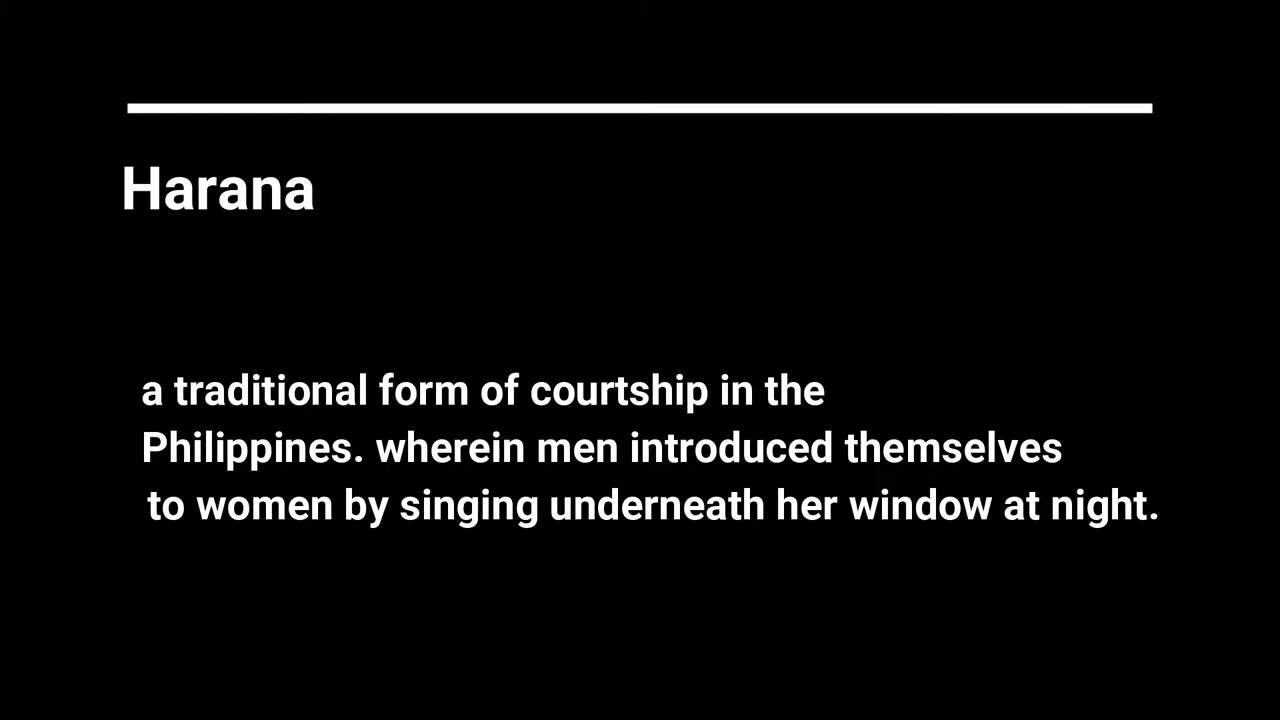 Harana
a traditional form of courtship in the
Philippines. wherein men introduced themselves
to women by singing underneath her window at night.